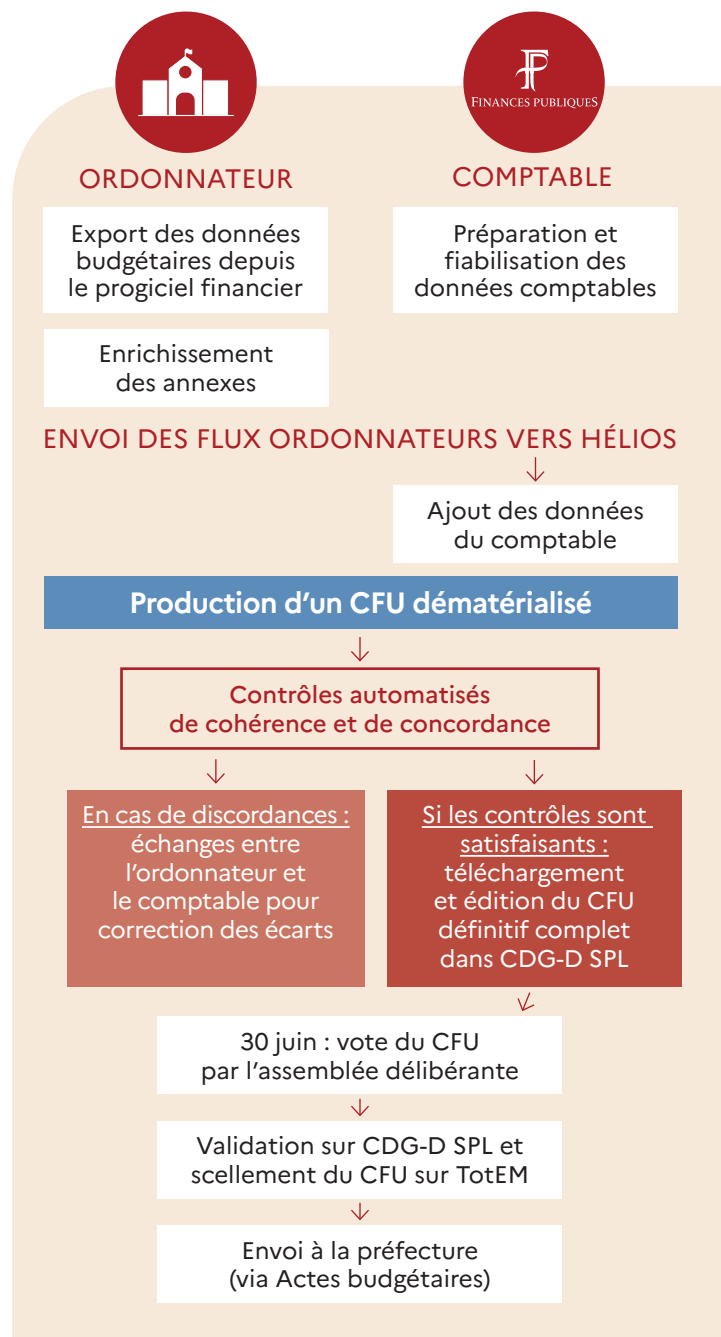 FP
FINANCES PUBLIQUES
ORDONNATEUR
COMPTABLE
Export des données
budgétaires depuis
le progiciel financier
Préparation et
fiabilisation des
données comptables
Enrichissement
des annexes
ENVOI DES FLUX ORDONNATEURS VERS HÉLIOS
Ajout des données
du comptable
Production d’un CFU dématérialisé
Contrôles automatisés
de cohérence et de concordance
En cas de discordances :
échanges entre
l’ordonnateur et
le comptable pour
correction des écarts
Si les contrôles sont
satisfaisants :
téléchargement
et édition du CFU
définitif complet
dans CDG-D SPL
30 juin : vote du CFU
par l’assemblée délibérante
Validation sur CDG-D SPL et
scellement du CFU sur TotEM
Envoi à la préfecture
(via Actes budgétaires)